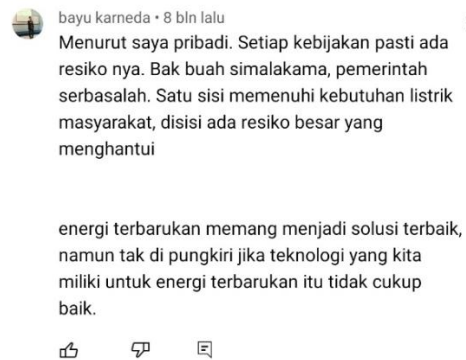 bayu karneda • 8 bln lalu
Menurut saya pribadi. Setiap kebijakan pasti ada
resiko nya. Bak buah simalakama, pemerintah
serbasalah. Satu sisi memenuhi kebutuhan listrik
masyarakat, disisi ada resiko besar yang
menghantui
energi terbarukan memang menjadi solusi terbaik,
namun tak di pungkiri jika teknologi yang kita
miliki untuk energi terbarukan itu tidak cukup
baik.